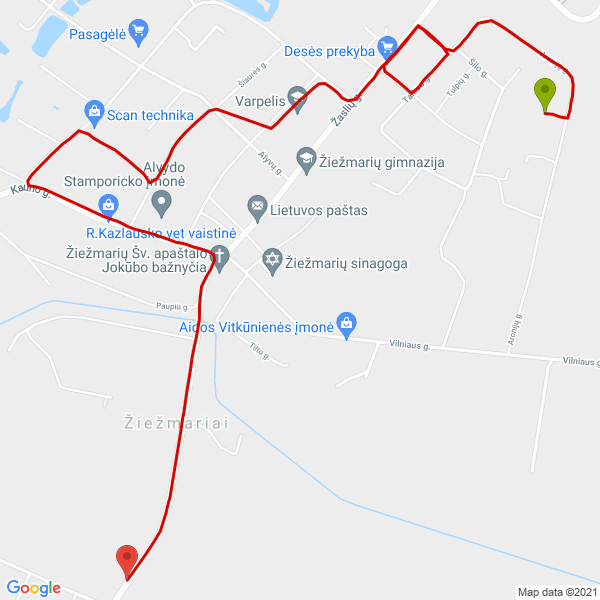 Pasagėlė
Desės prekyba
Šilo g.
Šiaurės g.
Tulpių g.
Varpelis
Žaslių g.
Scan technika
Alyvų g.
Žiežmarių gimnazija
Alvydo
Stamporicko įmonė
Kauno g.
Lietuvos paštas
R.Kazlausko vet vaistinė
Žiežmarių Šv. apaštalo
Jokūbo bažnyčia
Žiežmarių sinagoga
Paupio g.
Aronijų g.
Aidos Vitkūnienės įmonė
Tilto g.
Vilniaus g.
Vilniaus g.
Žiežmariai
Google
Map data ©2021